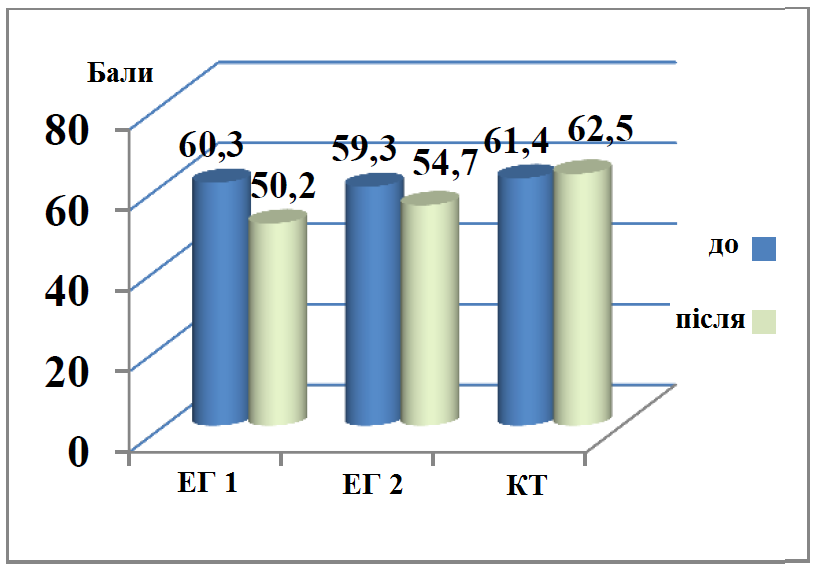 Бали
80
60
40
20
0
60,3
50,2
59,3
54,7
61,4
62,5
ЕГ 1
ЕГ 2
КТ
до
після